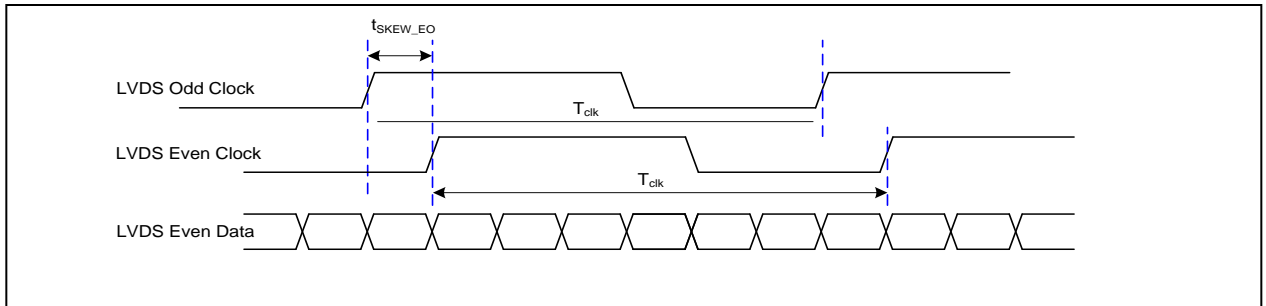 tSKEW_EO
LVDS Odd Clock
Tclk
LVDS Even Clock
Tclk
LVDS Even Data